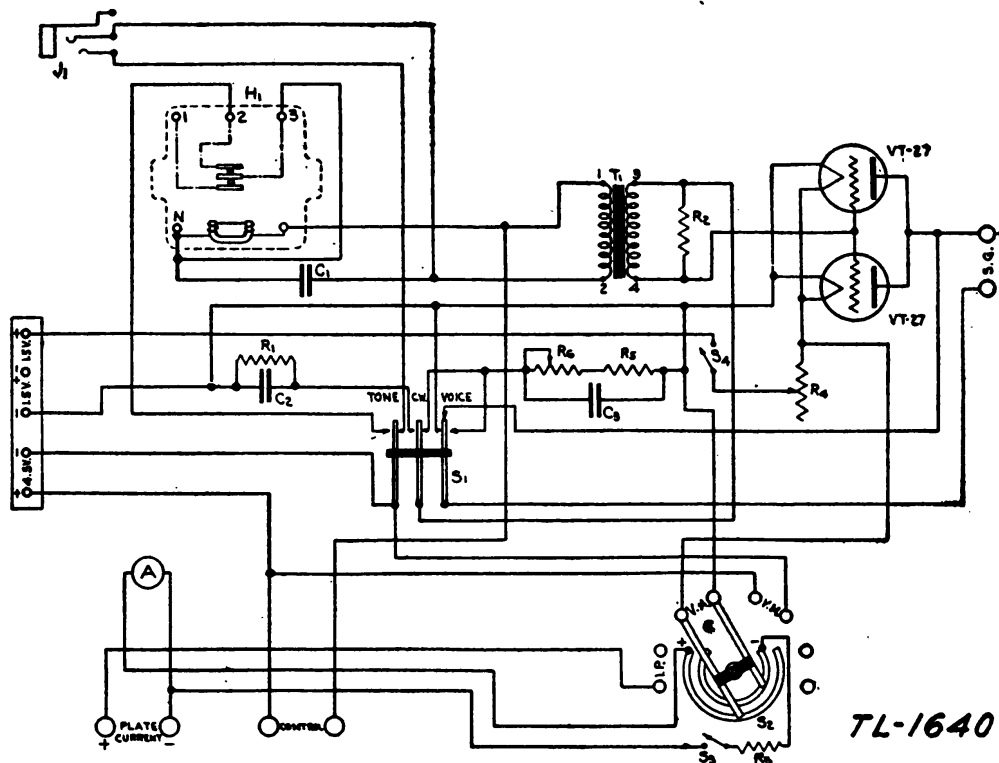 J1
H1
1 2 3
N
C1
1 T1 3
2 4
R2
VT-27
VT-27
S.G.
+ 1.5V.
+
-
1.5V.
-
- 4.5V. +
R1
C2
TONE C.W. VOICE
S1
R6 R5
C3
S4
R4
A
V.A.
V.M.
+ -
I.P.
S2
S3
R3
+ PLATE CURRENT -
CONTROL
TL-1640